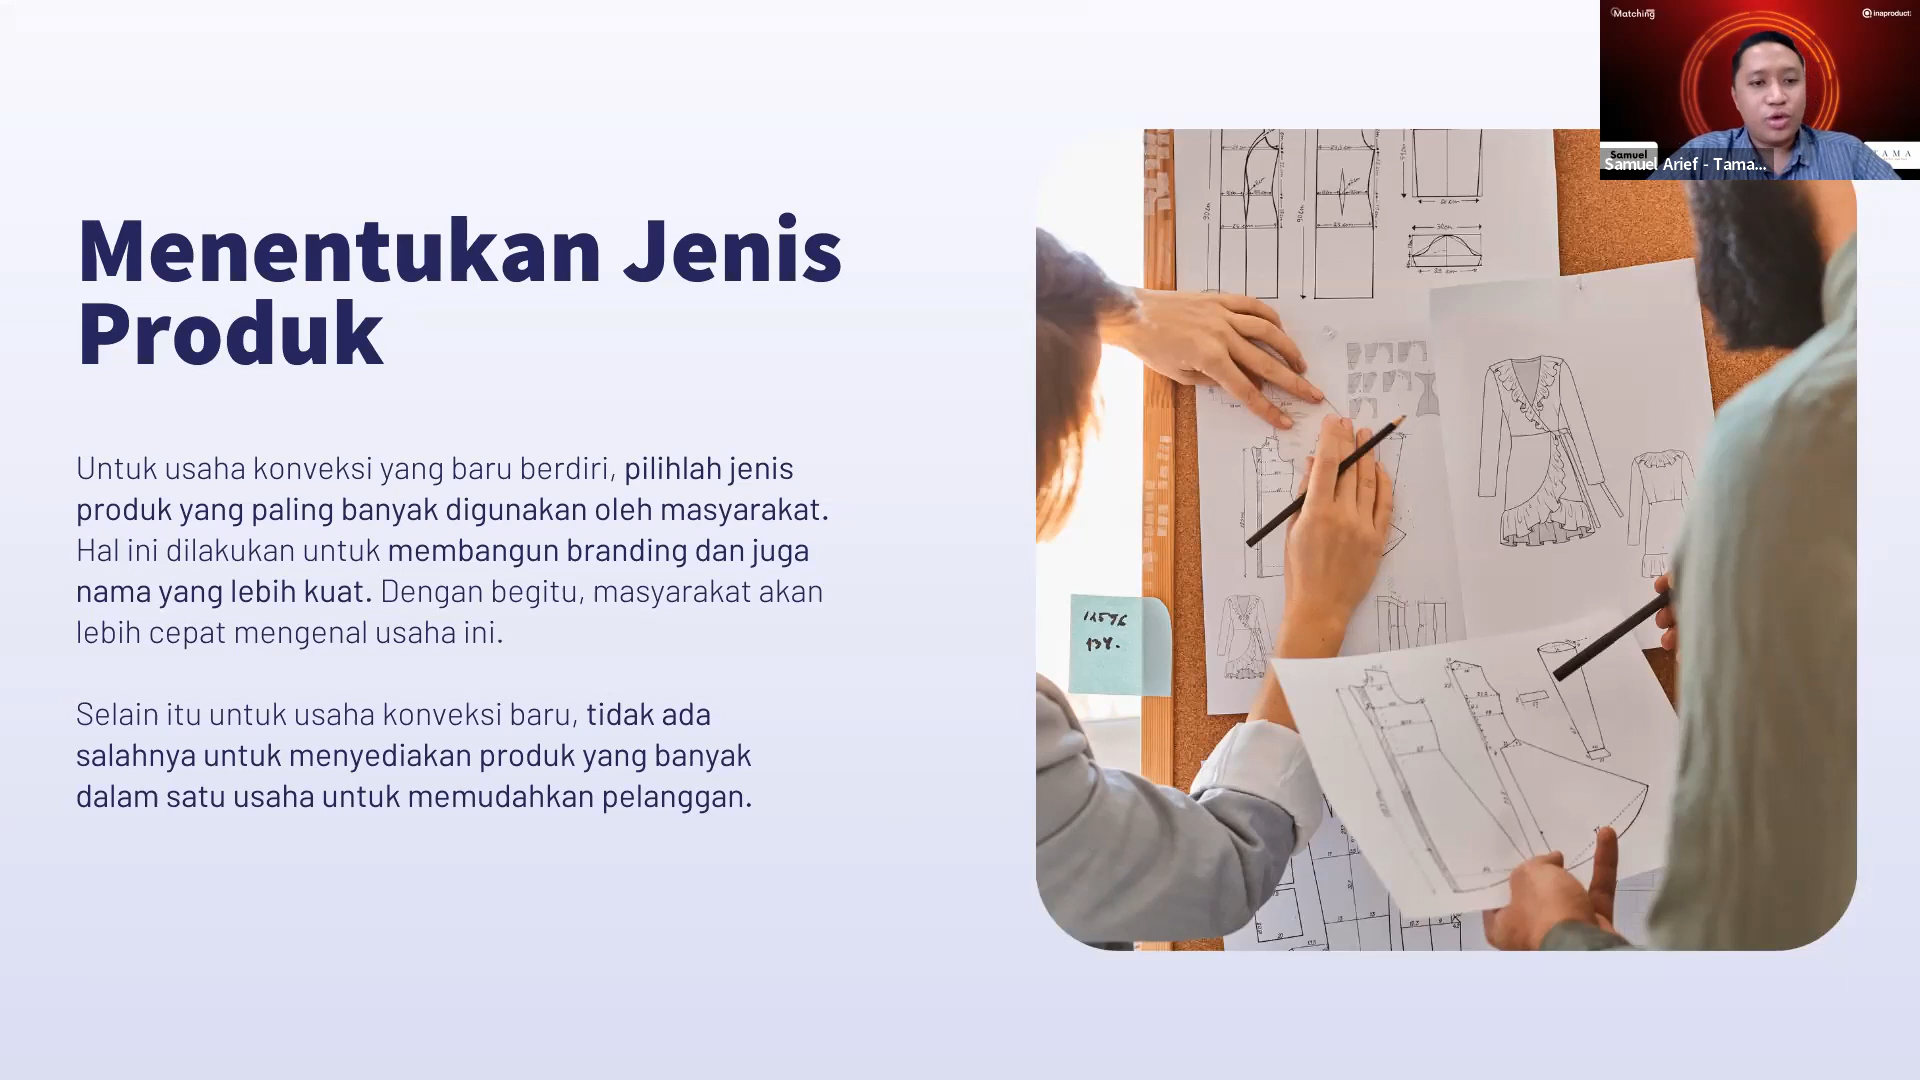 Matching
inaproduct
Samuel
Samuel Arief - Tama...
TAMA
Menentukan Jenis
Produk
Untuk usaha konveksi yang baru berdiri, pilihlah jenis
produk yang paling banyak digunakan oleh masyarakat.
Hal ini dilakukan untuk membangun branding dan juga
nama yang lebih kuat. Dengan begitu, masyarakat akan
lebih cepat mengenal usaha ini.
Selain itu untuk usaha konveksi baru, tidak ada
salahnya untuk menyediakan produk yang banyak
dalam satu usaha untuk memudahkan pelanggan.